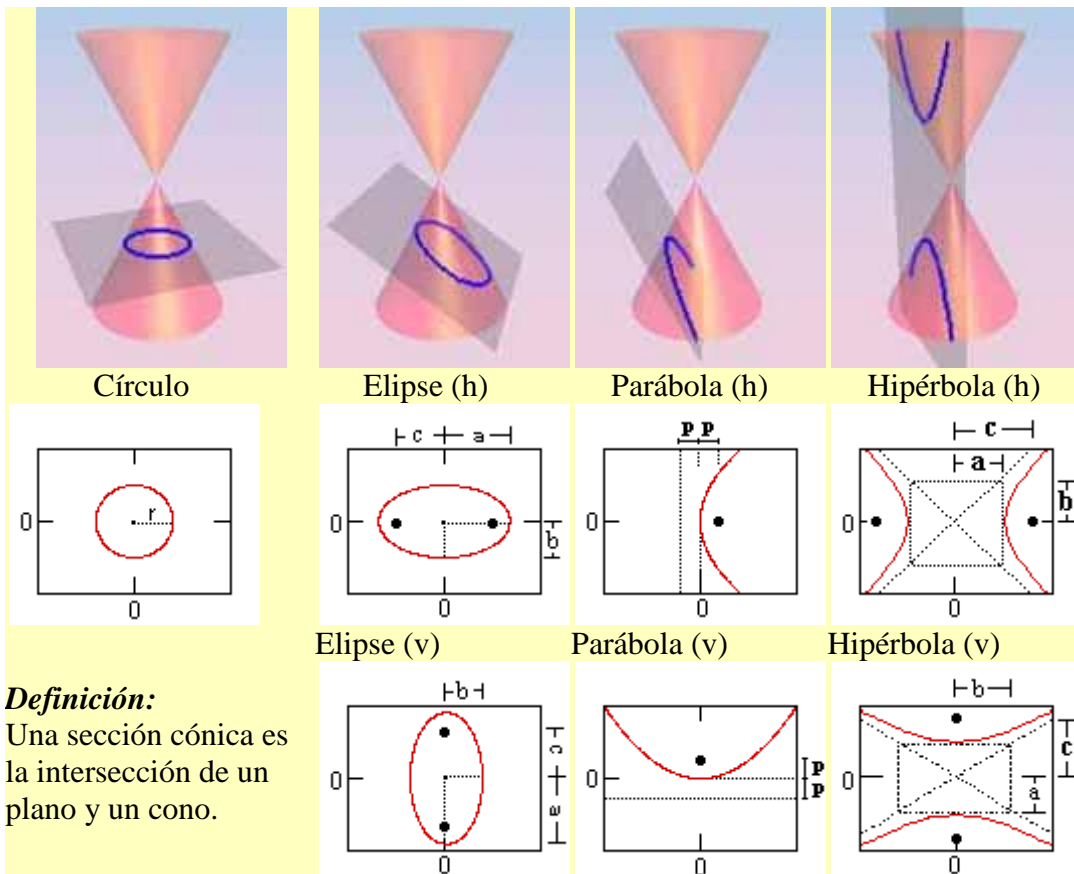 Círculo Elipse (h) Parábola (h) Hipérbola (h)
c a p p c
a
r b b
0 0 0 0
0 0 0 0
Elipse (v) Parábola (v) Hipérbola (v)
Definición:
Una sección cónica es
la intersección de un
plano y un cono.
b b
c p c
0 0 0
a p a
0 0 0